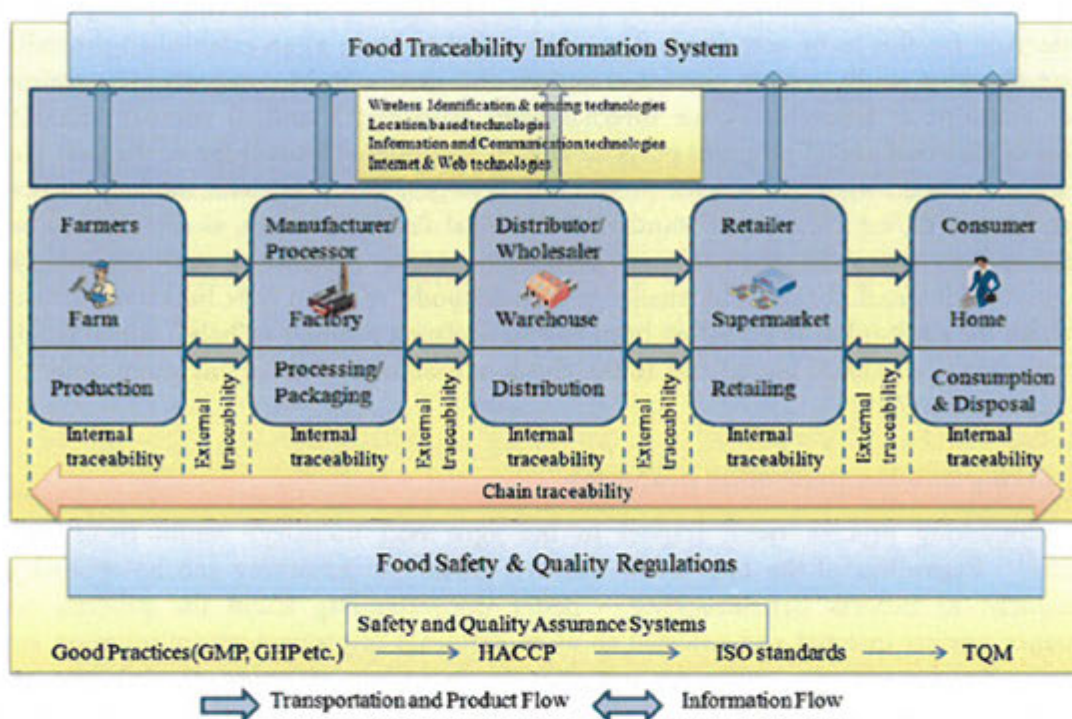 Food Traceability Information System
Wireless Identification & sensing technologies
Location based technologies
Information and Communication technologies
Internet & Web technologies
Farmers
Farm
Production
Manufacturer/
Processor
Factory
Processing/
Packaging
Distributor/
Wholesaler
Warehouse
Distribution
Retailer
Supermarket
Retailing
Consumer
Home
Consumption
& Disposal
Internal
traceability
External
traceability
Internal
traceability
External
traceability
Internal
traceability
External
traceability
Internal
traceability
External
traceability
Internal
traceability
Chain traceability
Food Safety & Quality Regulations
Safety and Quality Assurance Systems
Good Practices(GMP, GHP etc.) HACCP ISO standards TQM
Transportation and Product Flow Information Flow